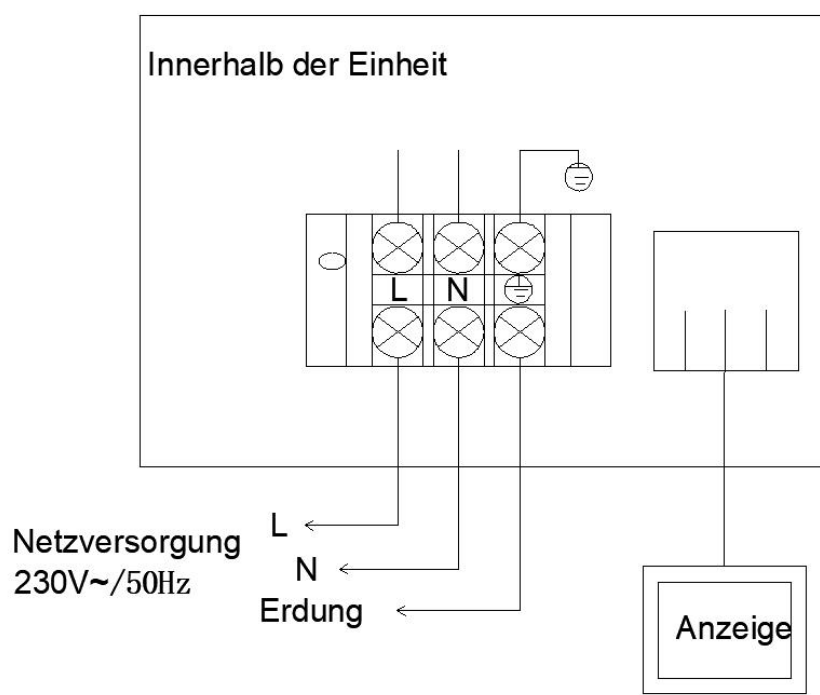 Innerhalb der Einheit
L N
L
Netzversorgung
230V~/50Hz
N
Erdung
Anzeige